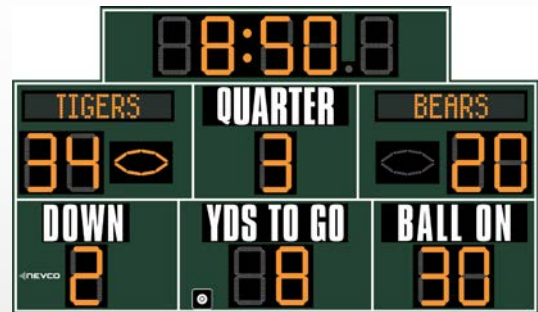 8:50
TIGERS QUARTER BEARS
34 3 20
DOWN YDS TO GO BALL ON
2 8 30
NEVCO